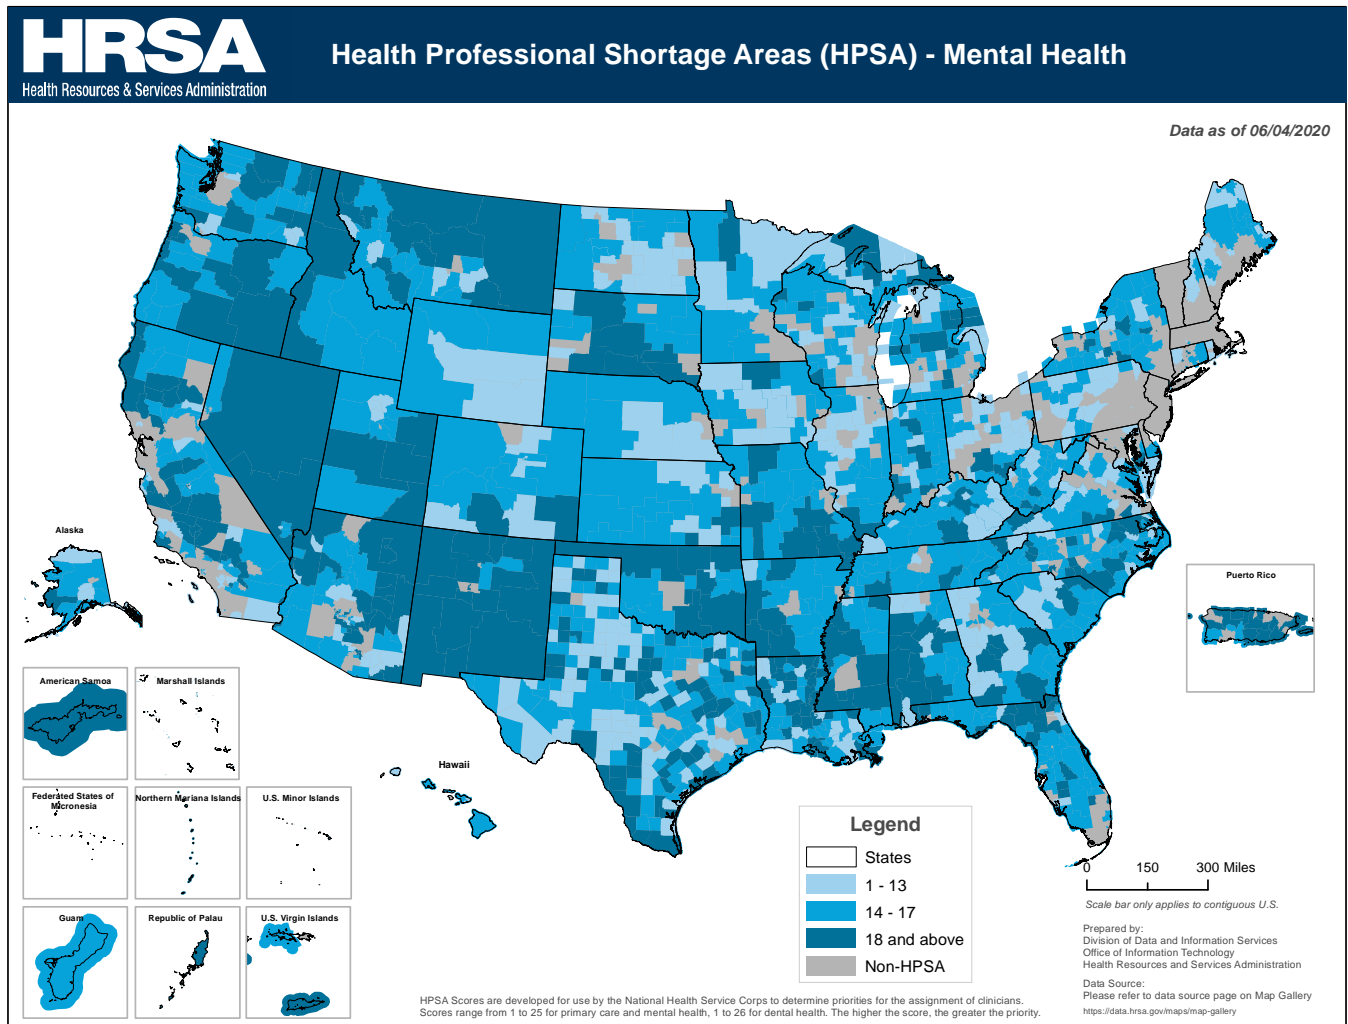 HRSA
Health Resources & Services Administration
Health Professional Shortage Areas (HPSA) - Mental Health
Data as of 06/04/2020
Alaska
Puerto Rico
American Samoa
Marshall Islands
Hawaii
Federated States of
Micronesia
Northern Mariana Islands
U.S. Minor Islands
Guam
Republic of Palau
U.S. Virgin Islands
Legend
States
1 - 13
14 - 17
18 and above
Non-HPSA
0 150 300 Miles
Scale bar only applies to contiguous U.S.
Prepared by:
Division of Data and Information Services
Office of Information Technology
Health Resources and Services Administration
Data Source:
Please refer to data source page on Map Gallery
https://data.hrsa.gov/maps/map-gallery
HPSA Scores are developed for use by the National Health Service Corps to determine priorities for the assignment of clinicians.
Scores range from 1 to 25 for primary care and mental health, 1 to 26 for dental health. The higher the score, the greater the priority.